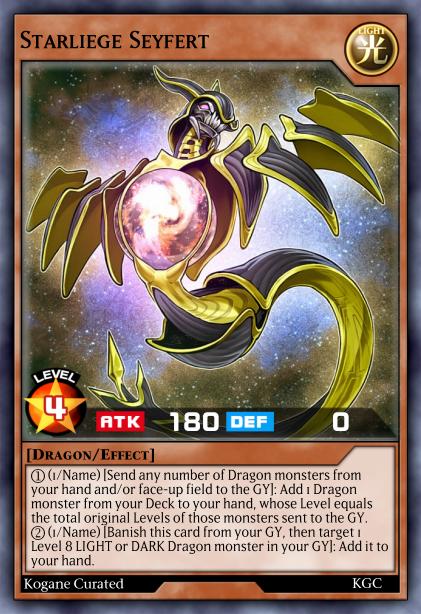 Starliege Seyfert
LIGHT
光
LEVEL
4
ATK 180 DEF 0
[Dragon/Effect]
① (1/Name) [Send any number of Dragon monsters from
your hand and/or face-up field to the GY]: Add 1 Dragon
monster from your Deck to your hand, whose Level equals
the total original Levels of those monsters sent to the GY.
② (1/Name) [Banish this card from your GY, then target 1
Level 8 LIGHT or DARK Dragon monster in your GY]: Add it to
your hand.
Kogane Curated KGC